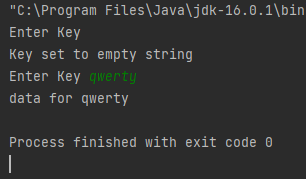 "C:\Program Files\Java\jdk-16.0.1\bin
Enter Key
Key set to empty string
Enter Key qwerty
data for qwerty
Process finished with exit code 0